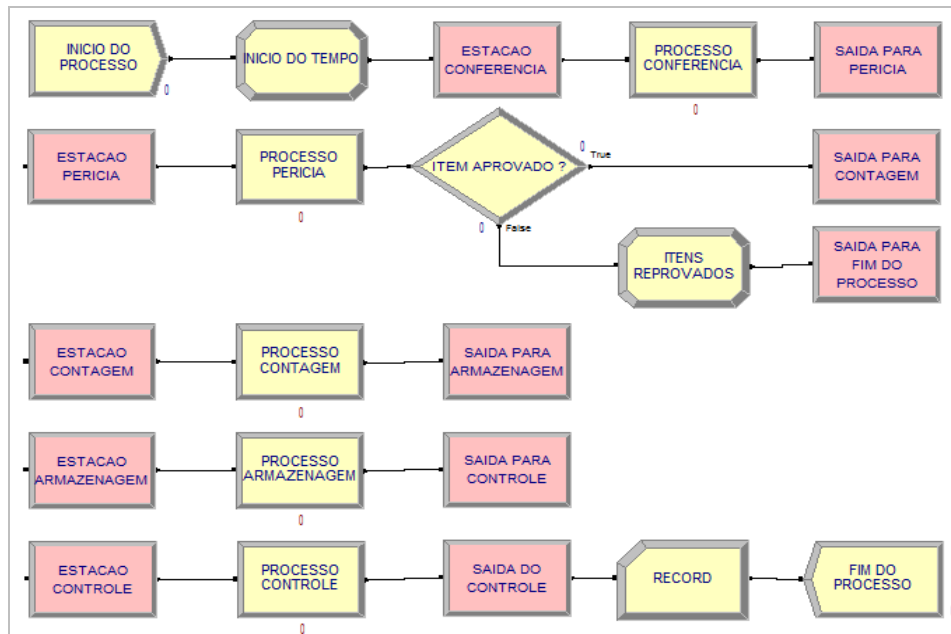 INICIO DO
PROCESSO
INICIO DO TEMPO
ESTACAO
CONFERENCIA
PROCESSO
CONFERENCIA
SAIDA PARA
PERICIA
0
0
ESTACAO
PERICIA
PROCESSO
PERICIA
ITEM APROVADO ?
0
True
SAIDA PARA
CONTAGEM
0
0
False
ITENS
REPROVADOS
SAIDA PARA
FIM DO
PROCESSO
ESTACAO
CONTAGEM
PROCESSO
CONTAGEM
SAIDA PARA
ARMAZENAGEM
0
ESTACAO
ARMAZENAGEM
PROCESSO
ARMAZENAGEM
SAIDA PARA
CONTROLE
0
ESTACAO
CONTROLE
PROCESSO
CONTROLE
SAIDA DO
CONTROLE
RECORD
FIM DO
PROCESSO
0